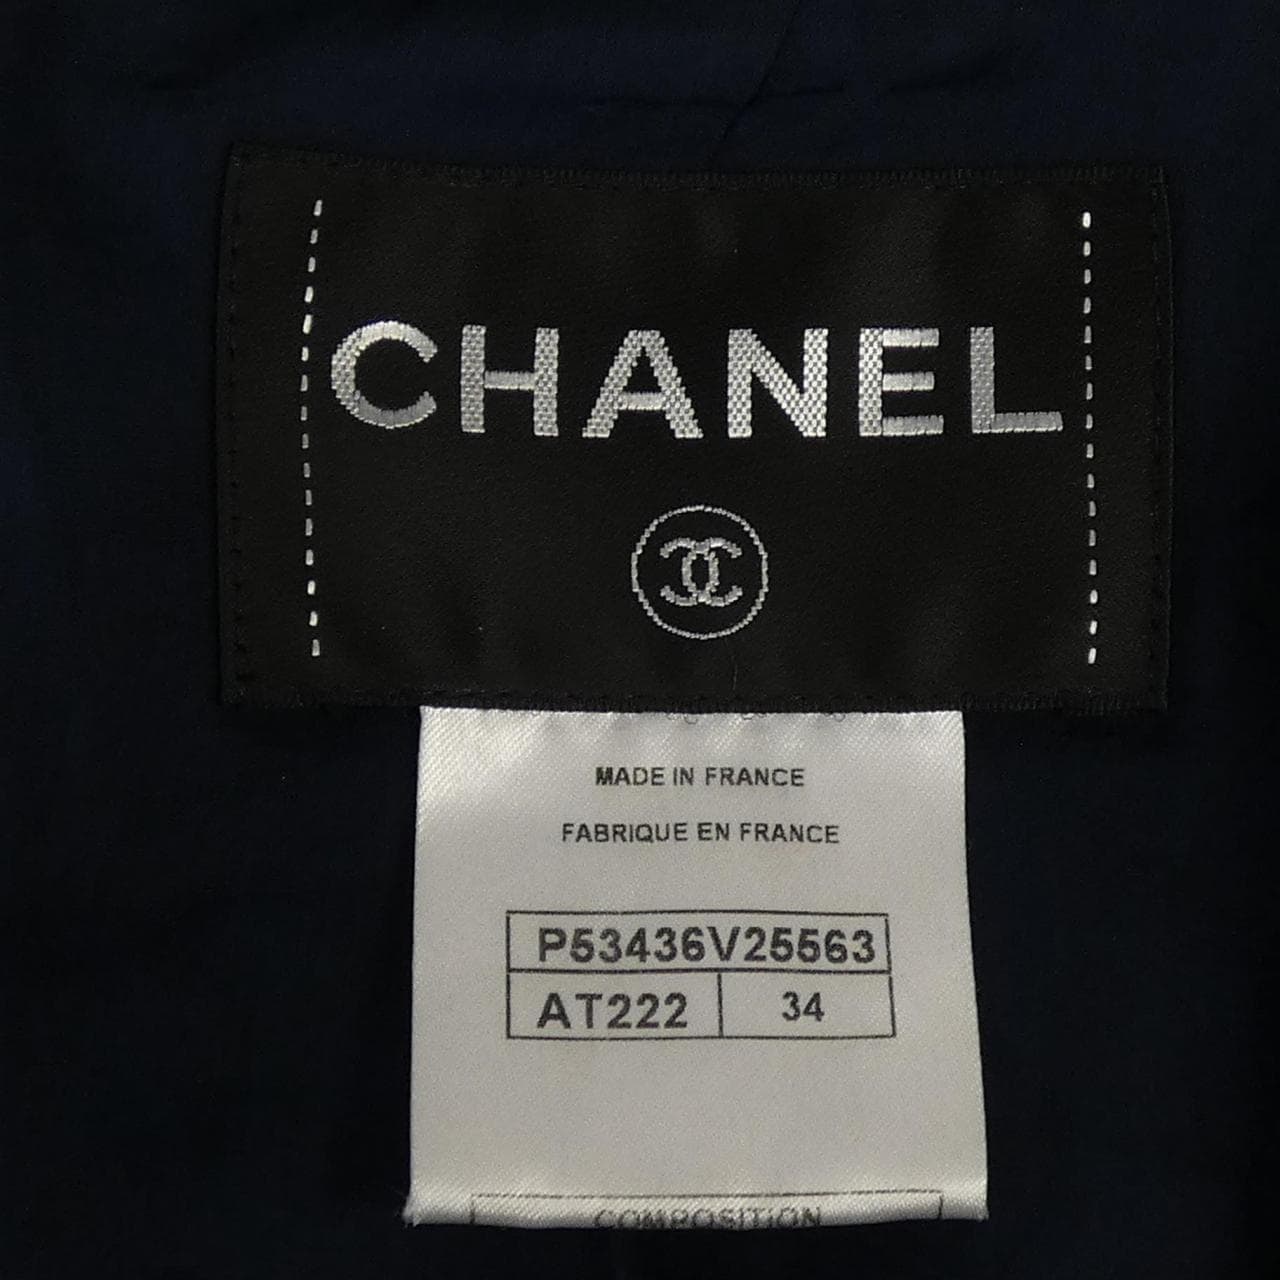 CHANEL
MADE IN FRANCE
FABRIQUE EN FRANCE
P53436V25563
AT222 34
COMPOSITION